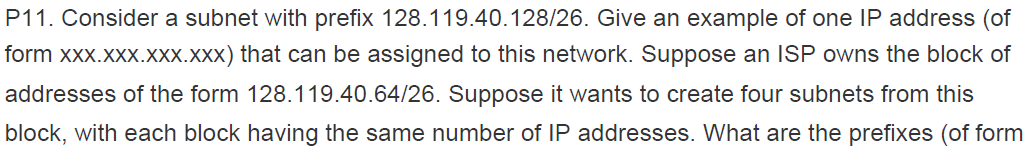 P11. Consider a subnet with prefix 128.119.40.128/26. Give an example of one IP address (of
form xxx.xxx.xxx.xxx) that can be assigned to this network. Suppose an ISP owns the block of
addresses of the form 128.119.40.64/26. Suppose it wants to create four subnets from this
block, with each block having the same number of IP addresses. What are the prefixes (of form